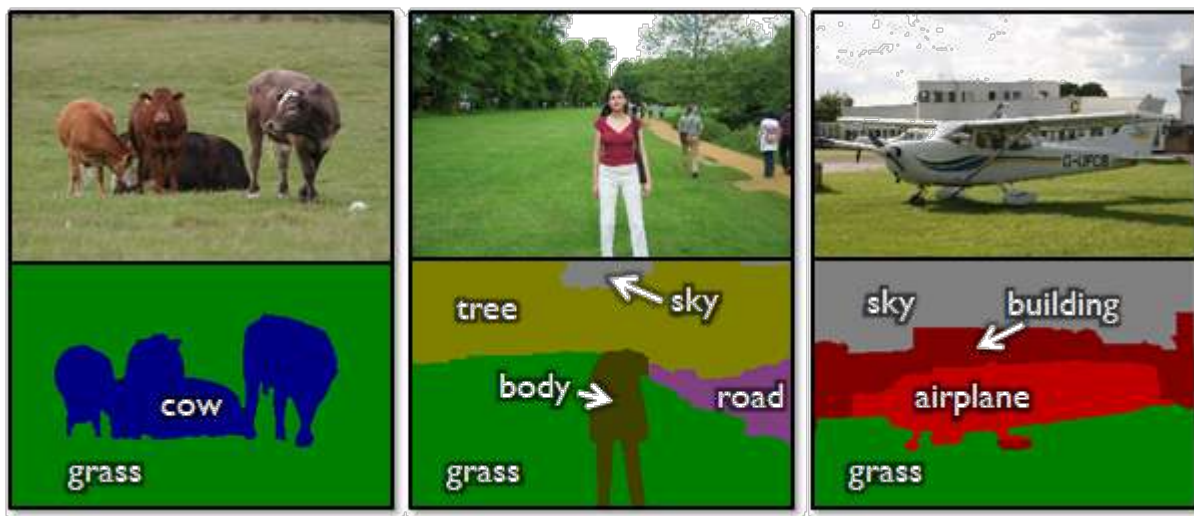 G-UFCB
cow
grass
tree
sky
body
road
grass
sky
building
airplane
grass